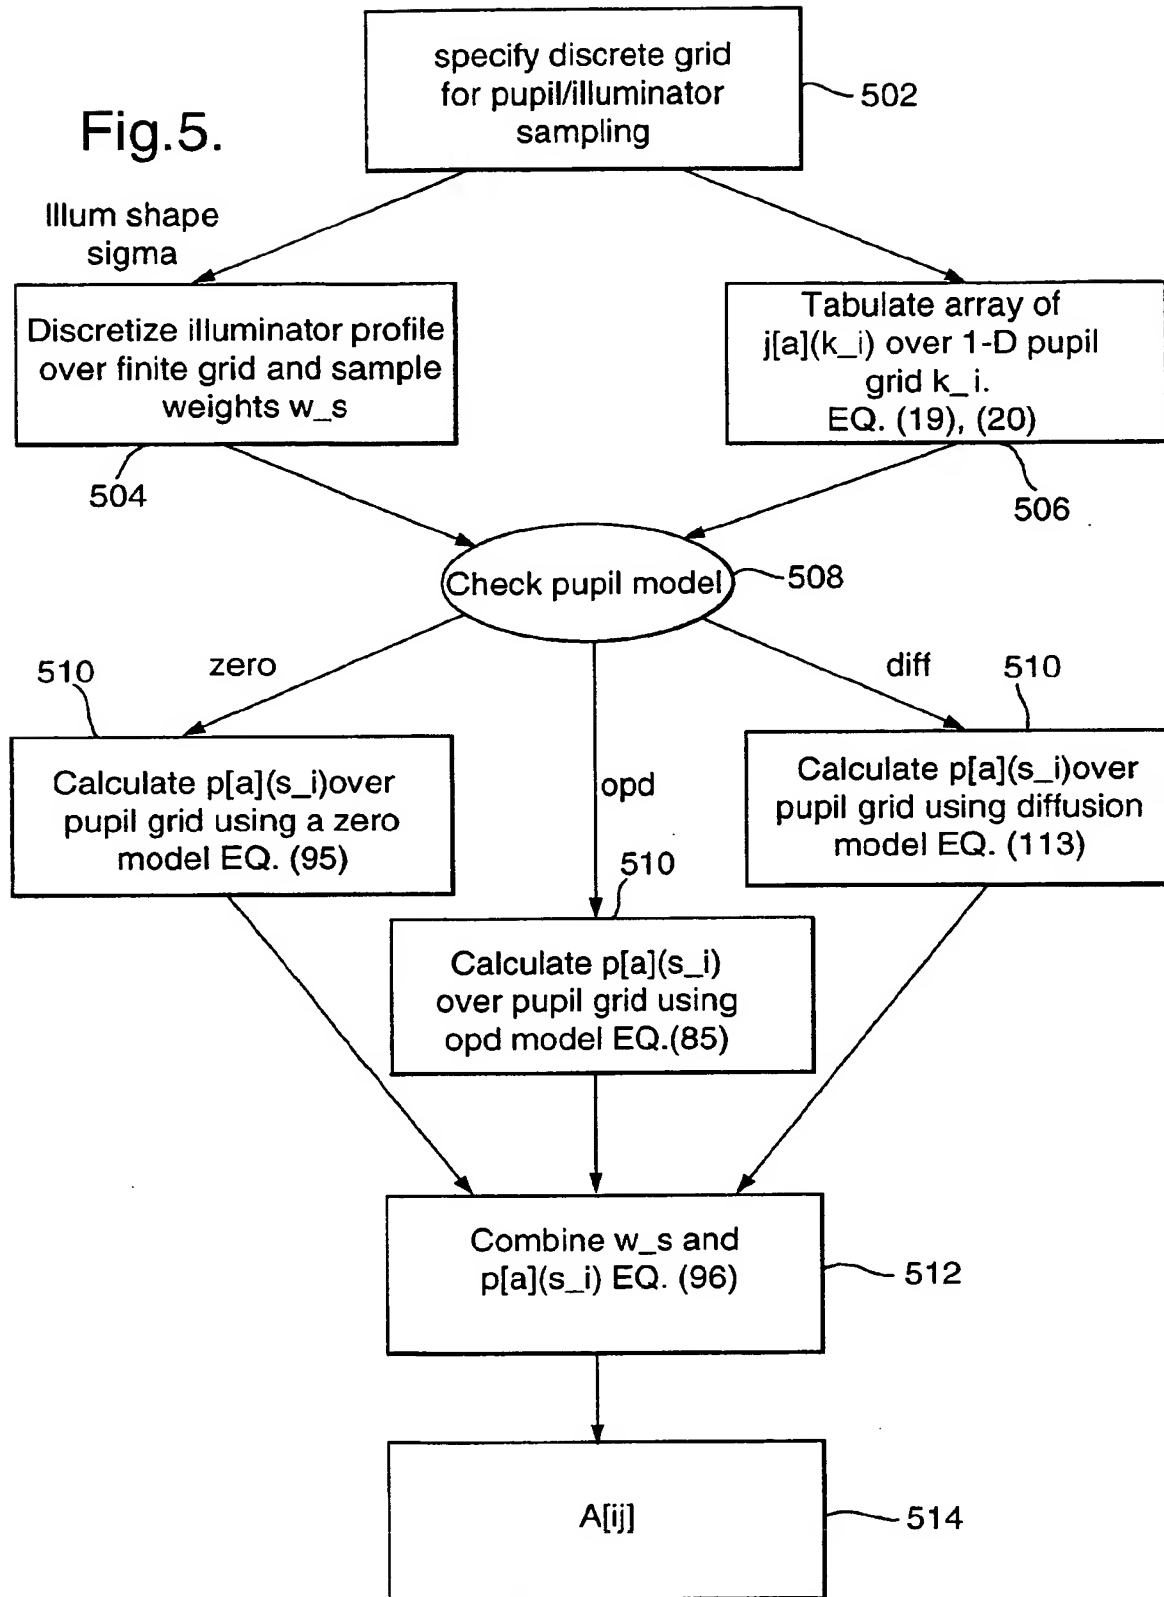 specify discrete grid
for pupil/illuminator
sampling
502
Fig.5.
Illum shape
sigma
Discretize illuminator profile
over finite grid and sample
weights w_s
504
Tabulate array of
j[a](k_i) over 1-D pupil
grid k_i.
EQ. (19), (20)
506
Check pupil model
508
zero
opd
diff
510
Calculate p[a](s_i)over
pupil grid using a zero
model EQ. (95)
510
Calculate p[a](s_i)
over pupil grid using
opd model EQ.(85)
510
Calculate p[a](s_i)over
pupil grid using diffusion
model EQ. (113)
Combine w_s and
p[a](s_i) EQ. (96)
512
A[ij]
514